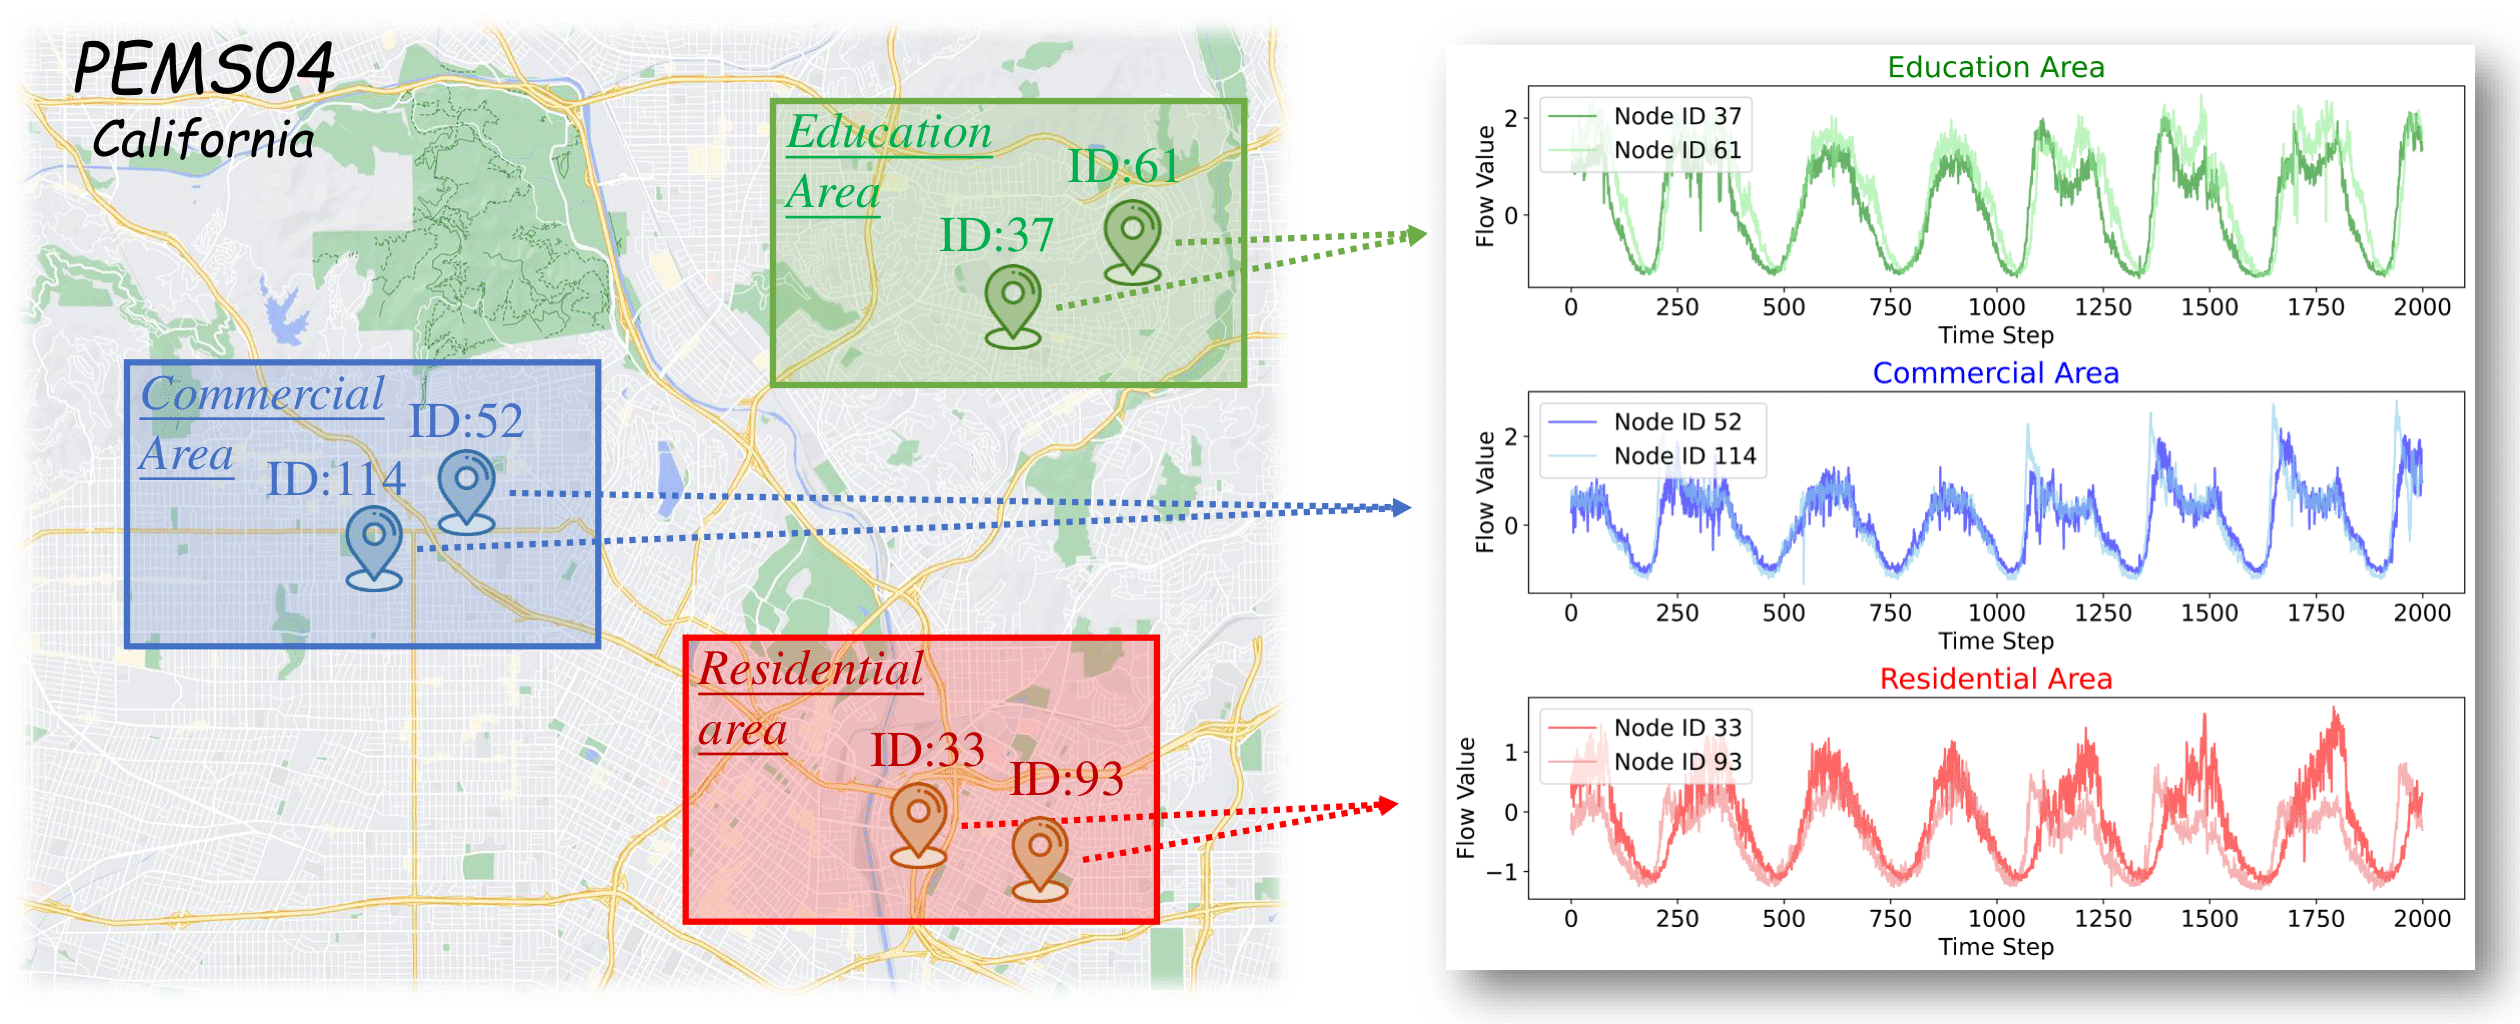 PEMS04
California
Education
Area
ID:61
ID:37
Commercial
Area
ID:52
ID:114
Residential
area
ID:33
ID:93
Education Area
Node ID 37
Node ID 61
Flow Value
2
0
0 250 500 750 1000 1250 1500 1750 2000
Time Step
Commercial Area
Node ID 52
Node ID 114
Flow Value
2
0
0 250 500 750 1000 1250 1500 1750 2000
Time Step
Residential Area
Node ID 33
Node ID 93
Flow Value
1
0
−1
0 250 500 750 1000 1250 1500 1750 2000
Time Step